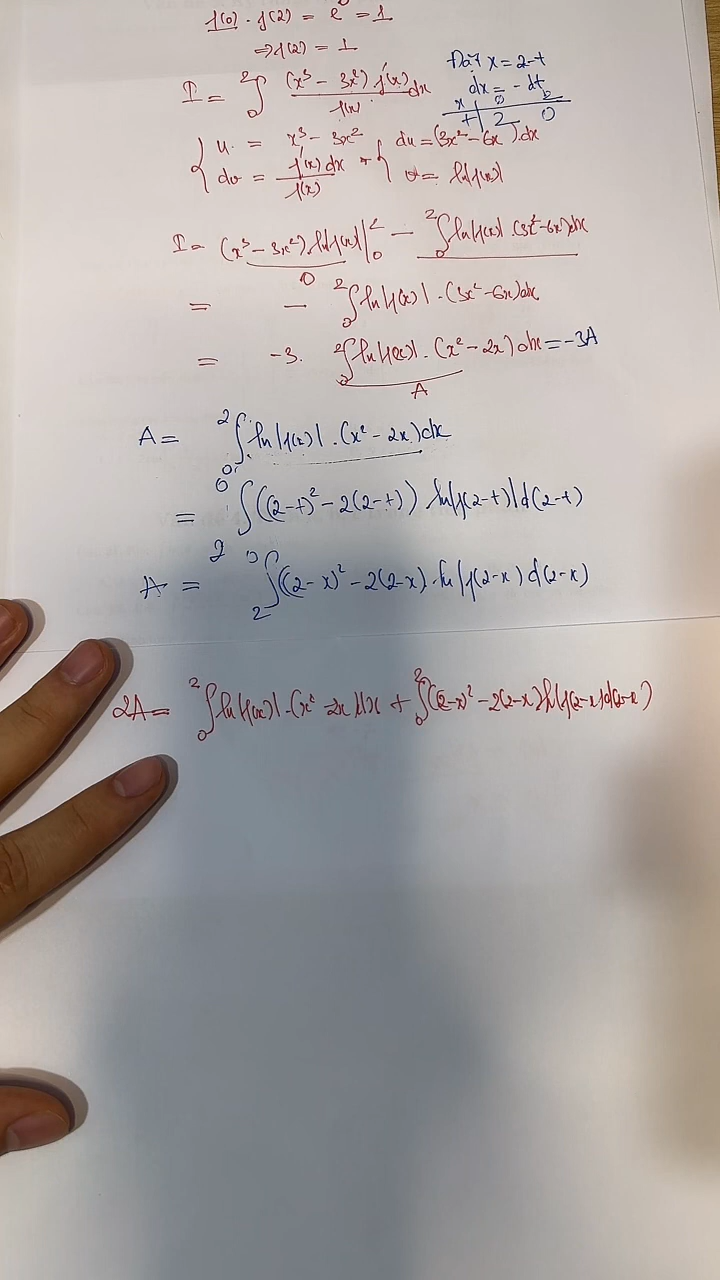 f(0) . f(2) = e⁰ = 1
⇒ f(2) = 1
I = ₀²∫ (x³ - 3x²) f'(x) / f(x) dx
Đặt x = 2-t
dx = - dt
x | 0 2
t | 2 0
{ u = x³ - 3x²
dv = f'(x) dx / f(x)
{ du = (3x² - 6x).dx
v = ln|f(x)|
I = (x³ - 3x²).ln|f(x)| |₀² - ₀²∫ ln|f(x)|.(3x²-6x)dx
0
= - ₀²∫ ln|f(x)|.(3x²-6x)dx
= -3. ₀²∫ ln|f(x)|.(x² - 2x)dx = -3A
A
A = ₀²∫ ln|f(x)|.(x² - 2x)dx
= ₂⁰∫ ((2-t)² - 2(2-t)) .ln|f(2-t)| d(2-t)
A = ₂⁰∫ ((2-x)² - 2(2-x).ln|f(2-x) d(2-x)
2A = ₀²∫ ln|f(x)|.(x² - 2x)dx + ₀²∫ ((2-x)² - 2(2-x)ln|f(2-x)d(2-x)